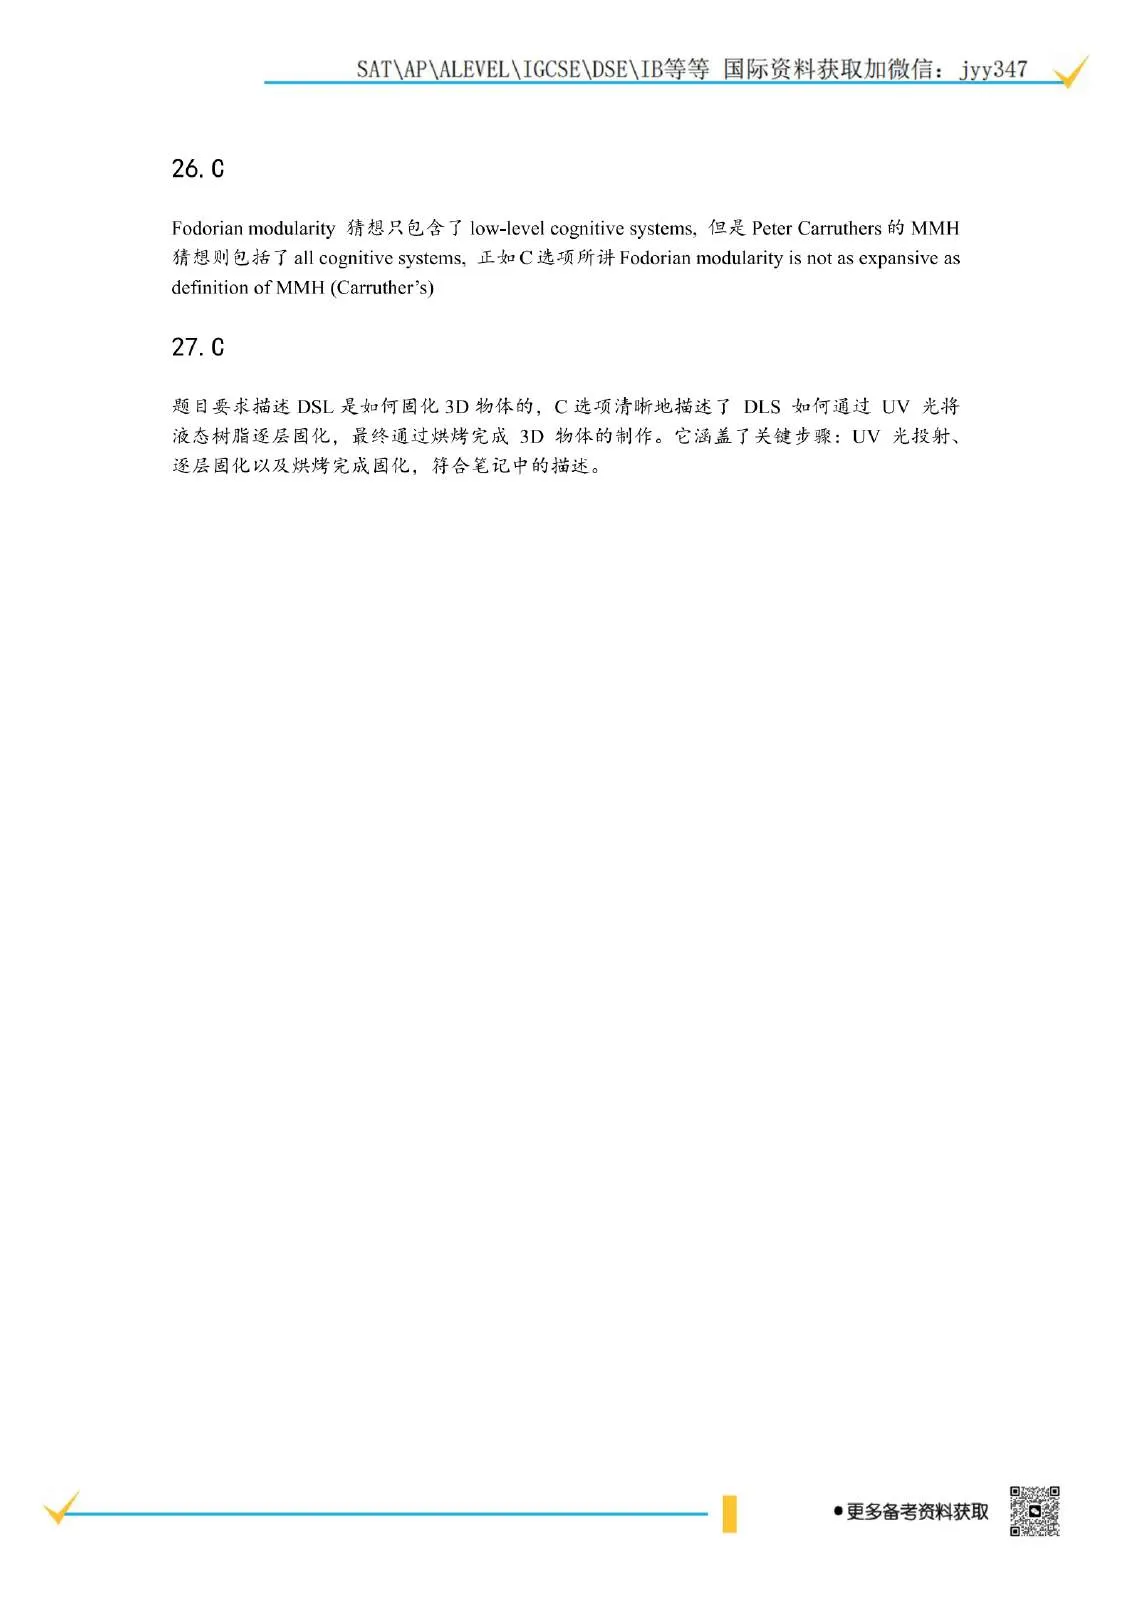 SAT\AP\ALEVEL\IGCSE\DSE\IB等等 国际资料获取加微信：jyy347
26. C
Fodorian modularity 猜想只包含了 low-level cognitive systems, 但是 Peter Carruthers 的 MMH
猜想则包括了 all cognitive systems, 正如 C 选项所讲 Fodorian modularity is not as expansive as
definition of MMH (Carruther’s)
27. C
题目要求描述 DSL 是如何固化 3D 物体的，C 选项清晰地描述了 DLS 如何通过 UV 光将
液态树脂逐层固化，最终通过烘烤完成 3D 物体的制作。它涵盖了关键步骤：UV 光投射、
逐层固化以及烘烤完成固化，符合笔记中的描述。
●更多备考资料获取